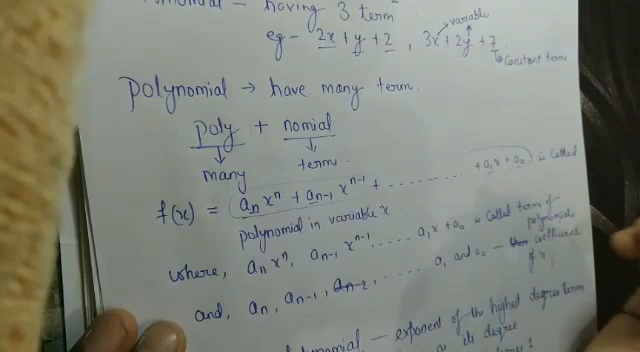 having 3 term
eg - 2x + y + 2 , 3x + 2y + 7
variable
constant term
Polynomial → have many term.
poly + nomial
↓ ↓
many term.
f(x) = aₙxⁿ + aₙ₋₁xⁿ⁻¹ + ........ + a₁x + a₀ is called
polynomial in variable x.
where, aₙxⁿ, aₙ₋₁xⁿ⁻¹ ...... a₁x + a₀ is called term of polynomials
and, aₙ, aₙ₋₁, aₙ₋₂, ...... a₁ and a₀ - coefficients of x,
polynomial - exponent of the highest degree term
its degree